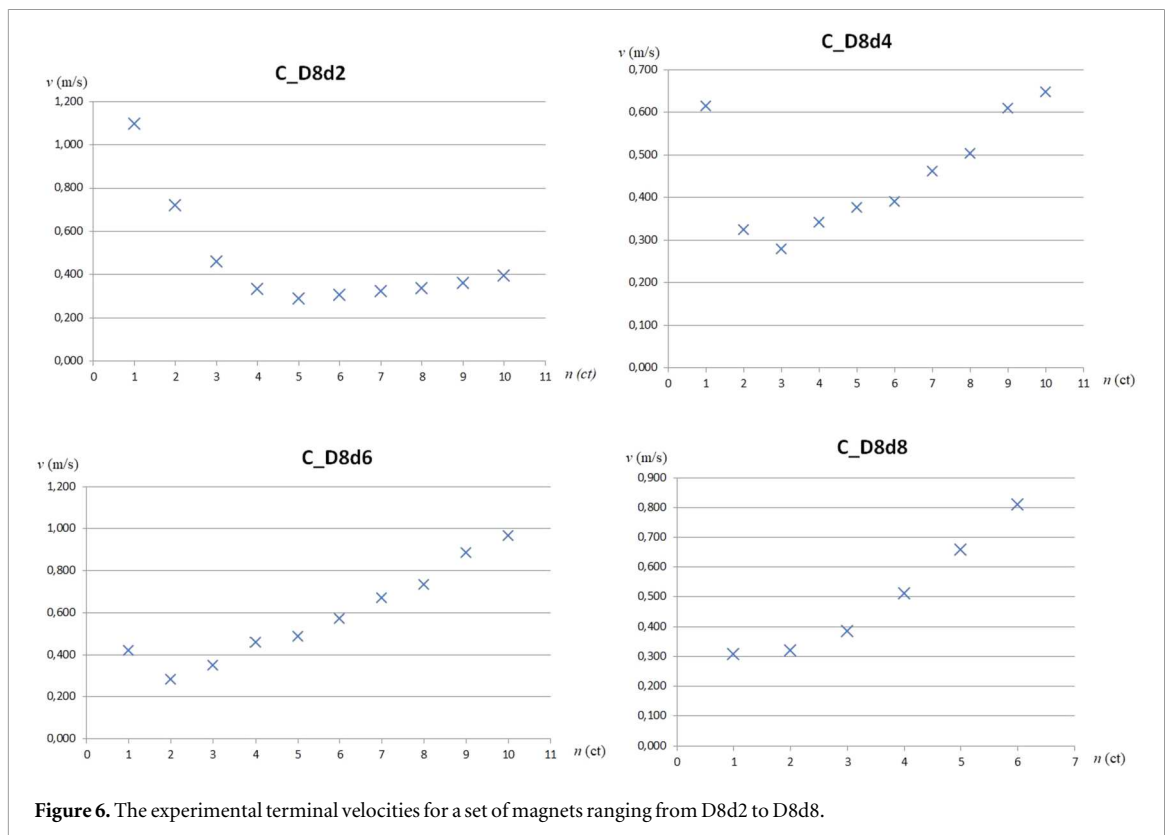 C_D8d2
v (m/s)
1,200
1,000
0,800
0,600
0,400
0,200
0,000
0 1 2 3 4 5 6 7 8 9 10 11 n (ct)
C_D8d4
v (m/s)
0,700
0,600
0,500
0,400
0,300
0,200
0,100
0,000
0 1 2 3 4 5 6 7 8 9 10 11 n (ct)
C_D8d6
v (m/s)
1,200
1,000
0,800
0,600
0,400
0,200
0,000
0 1 2 3 4 5 6 7 8 9 10 11 n (ct)
C_D8d8
v (m/s)
0,900
0,800
0,700
0,600
0,500
0,400
0,300
0,200
0,100
0,000
0 1 2 3 4 5 6 7 n (ct)
Figure 6. The experimental terminal velocities for a set of magnets ranging from D8d2 to D8d8.